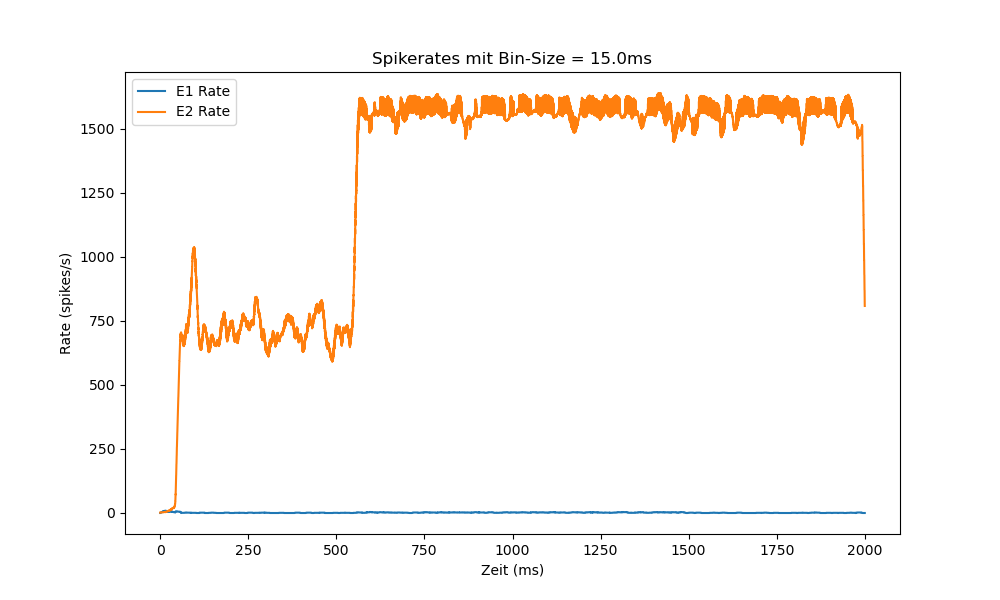 Spikerates mit Bin-Size = 15.0ms
E1 Rate
E2 Rate
Rate (spikes/s)
1500
1250
1000
750
500
250
0
0 250 500 750 1000 1250 1500 1750 2000
Zeit (ms)